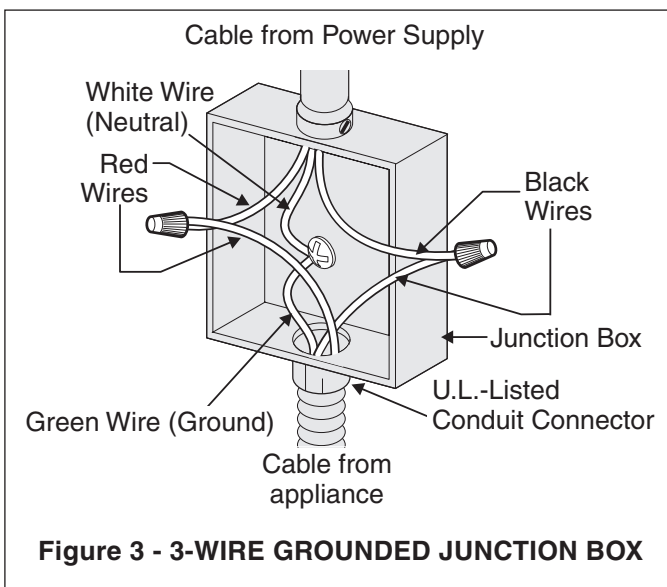 Cable from Power Supply
White Wire
(Neutral)
Red
Wires
Black
Wires
Junction Box
U.L.-Listed
Conduit Connector
Green Wire (Ground)
Cable from
appliance
Figure 3 - 3-WIRE GROUNDED JUNCTION BOX